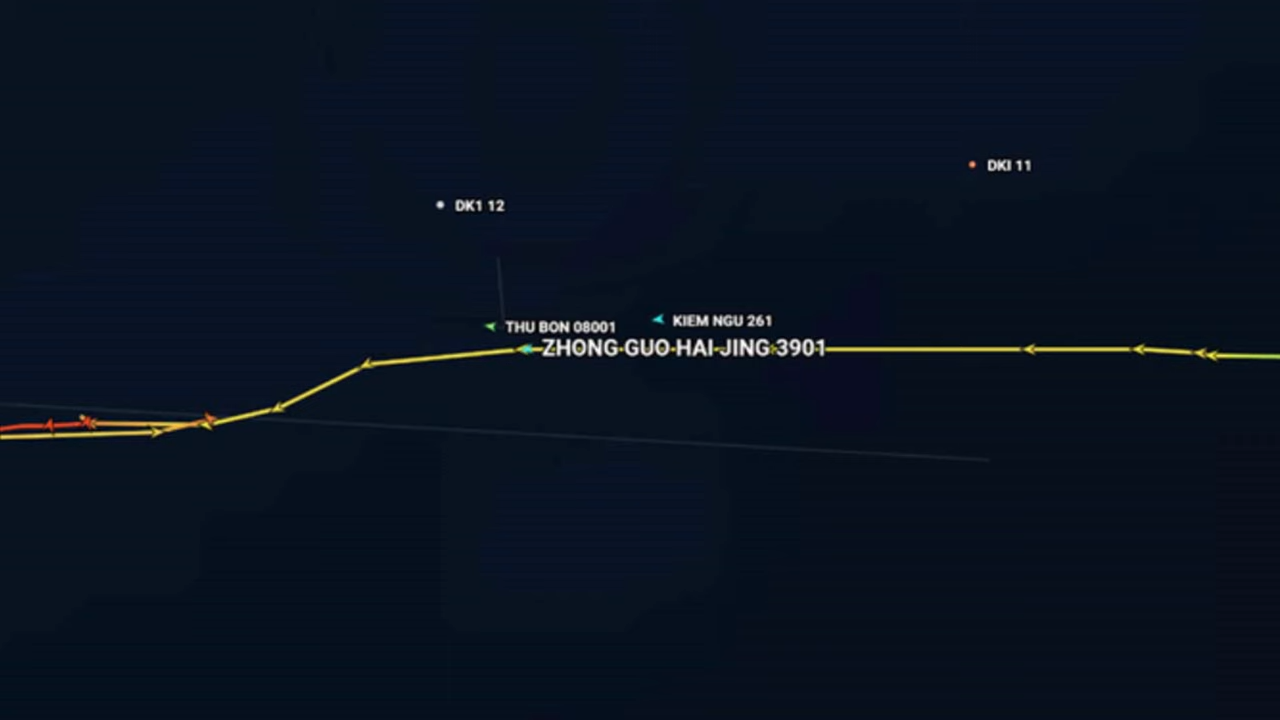 DKI 11
DK1 12
KIEM NGU 261
THU BON 08001
ZHONG GUO HAI JING 3901